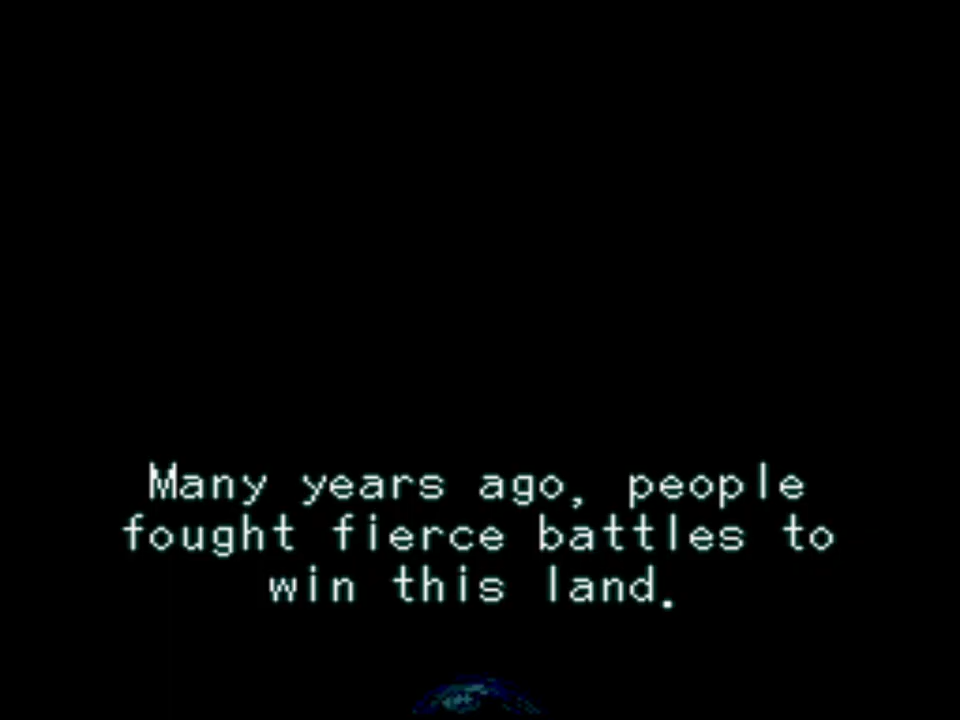 Many years ago, people
fought fierce battles to
win this land.